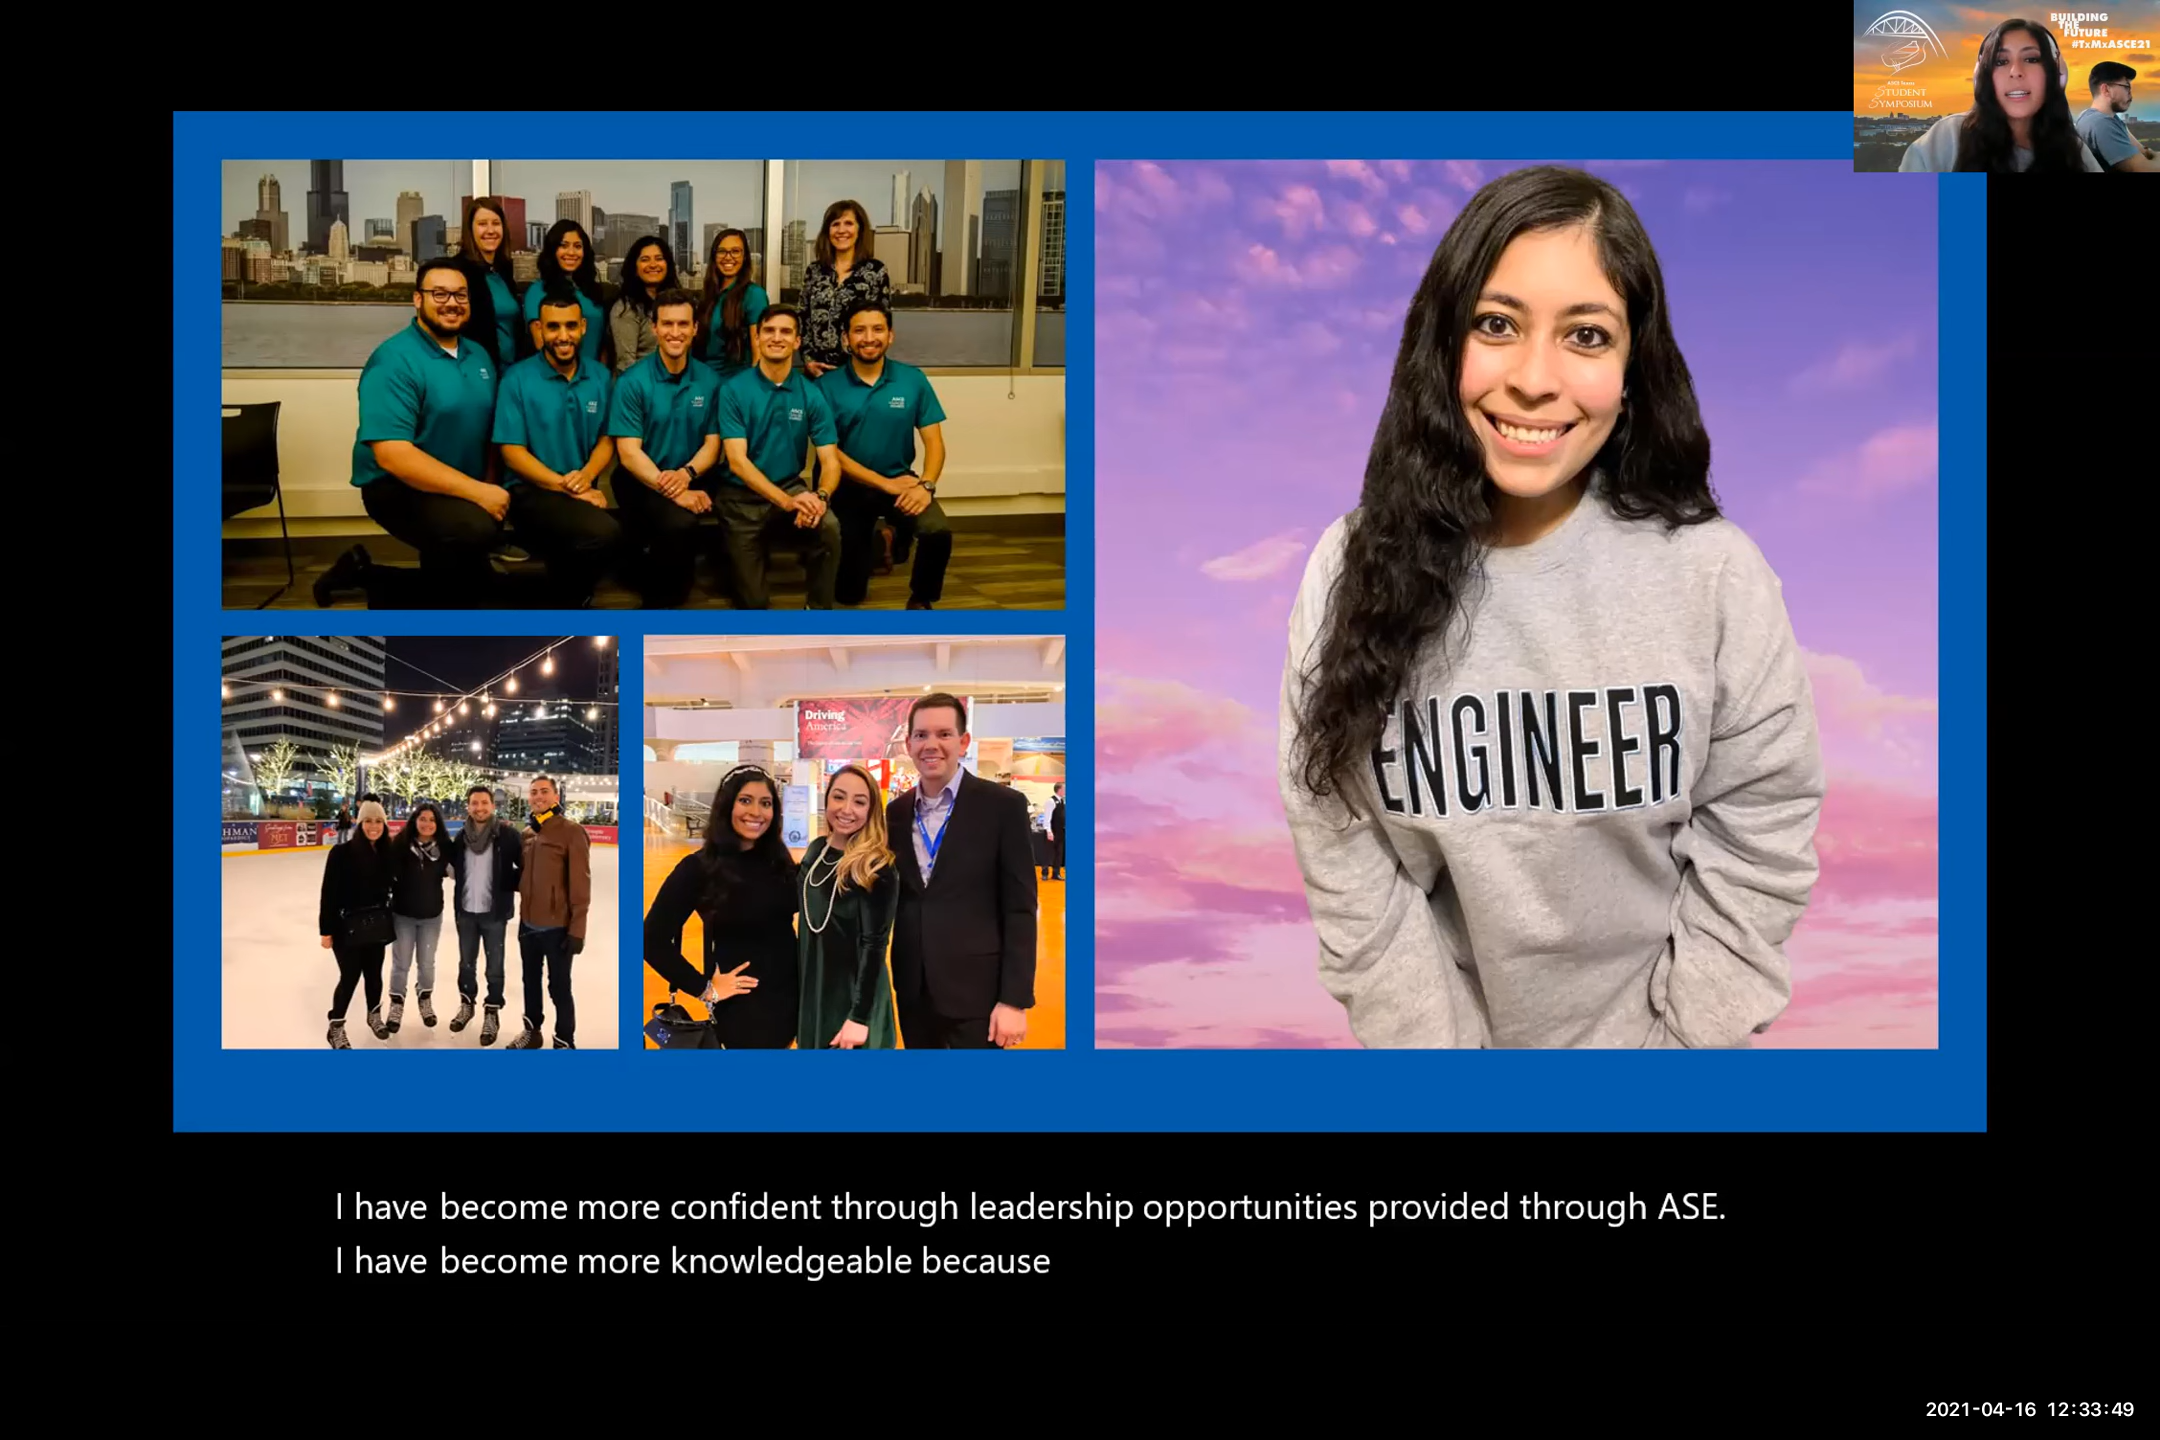 BUILDING
THE
FUTURE
#TxMxASCE21
STUDENT
SYMPOSIUM
Driving
America
HMAN
ENGINEER
I have become more confident through leadership opportunities provided through ASE.
I have become more knowledgeable because
2021-04-16 12:33:49